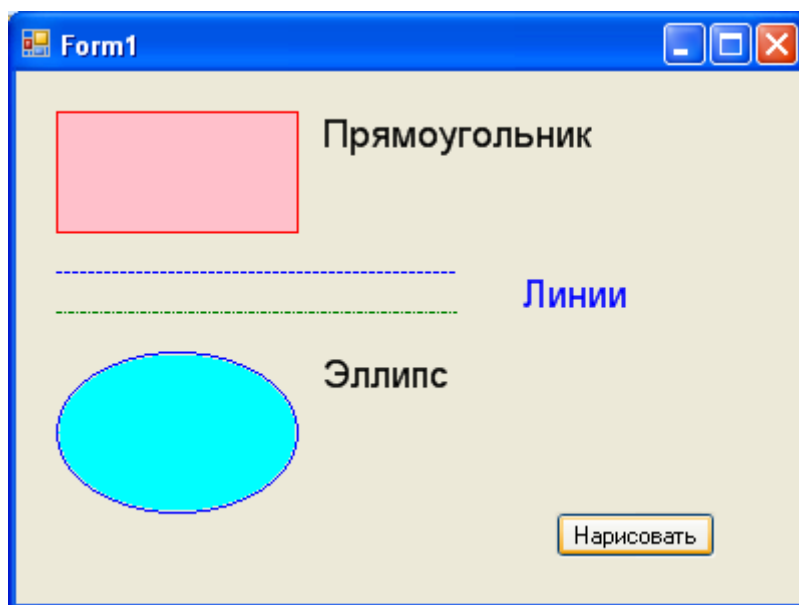 Form1
Прямоугольник
Линии
Эллипс
Нарисовать